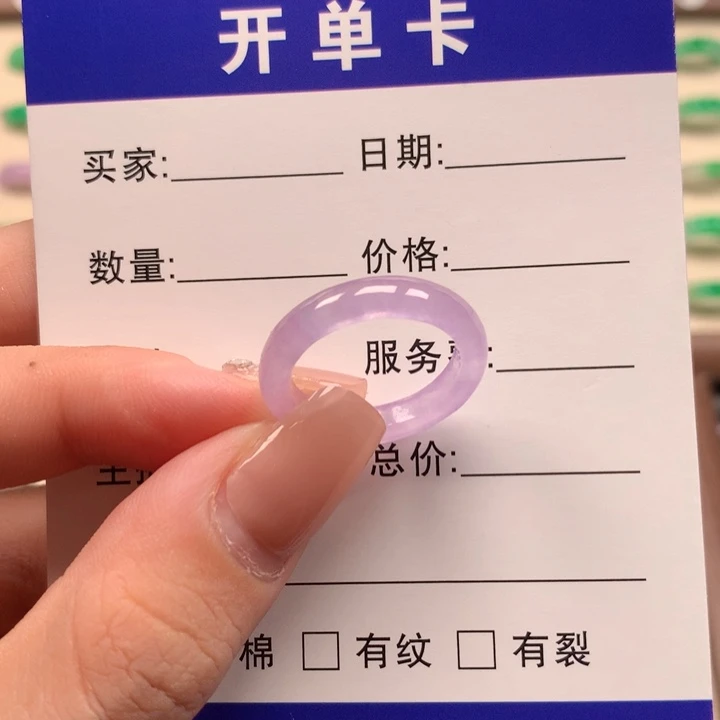 开单卡
买家: 日期:
数量: 价格:
服务 :
总价:
棉 □ 有纹 □ 有裂